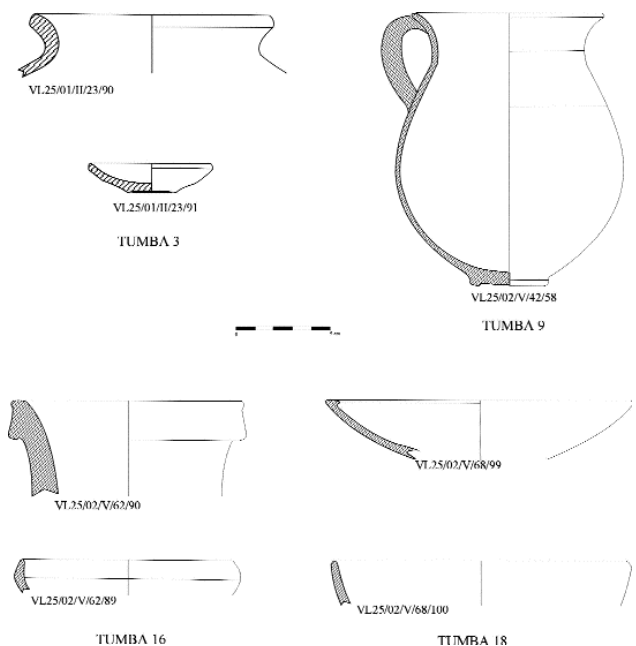 VL25/01/II/23/90
VL25/01/II/23/91
TUMBA 3
VL25/02/V/42/58
TUMBA 9
VL25/02/V/62/90
VL25/02/V/68/99
VL25/02/V/62/89
VL25/02/V/68/100
TUMBA 16
TUMBA 18